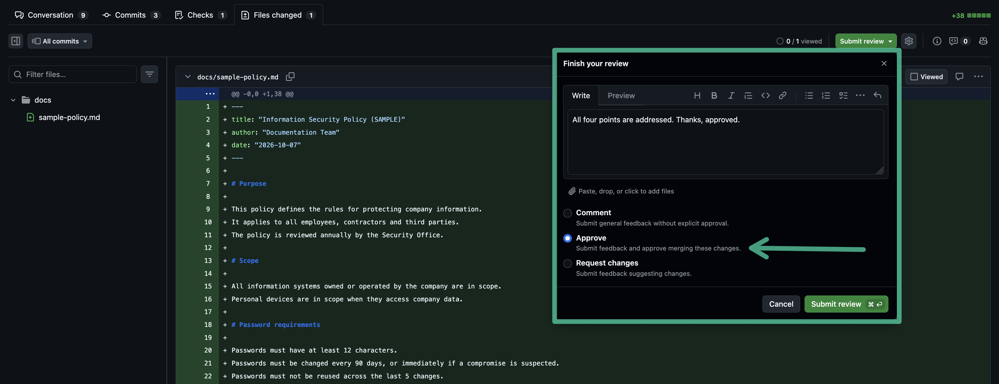 Conversation 9 Commits 3 Checks 1 Files changed 1 +38
All commits 0 / 1 viewed Submit review 0
Filter files...
docs
sample-policy.md
docs/sample-policy.md Viewed
@@ -0,0 +1,38 @@
1 + ---
2 + title: "Information Security Policy (SAMPLE)"
3 + author: "Documentation Team"
4 + date: "2026-10-07"
5 + ---
6 +
7 + # Purpose
8 +
9 + This policy defines the rules for protecting company information.
10 + It applies to all employees, contractors and third parties.
11 + The policy is reviewed annually by the Security Office.
12 +
13 + # Scope
14 +
15 + All information systems owned or operated by the company are in scope.
16 + Personal devices are in scope when they access company data.
17 +
18 + # Password requirements
19 +
20 + Passwords must have at least 12 characters.
21 + Passwords must be changed every 90 days, or immediately if a compromise is suspected.
22 + Passwords must not be reused across the last 5 changes.
Finish your review
Write Preview
All four points are addressed. Thanks, approved.
Paste, drop, or click to add files
Comment
Submit general feedback without explicit approval.
Approve
Submit feedback and approve merging these changes.
Request changes
Submit feedback suggesting changes.
Cancel Submit review ⌘ ⏎